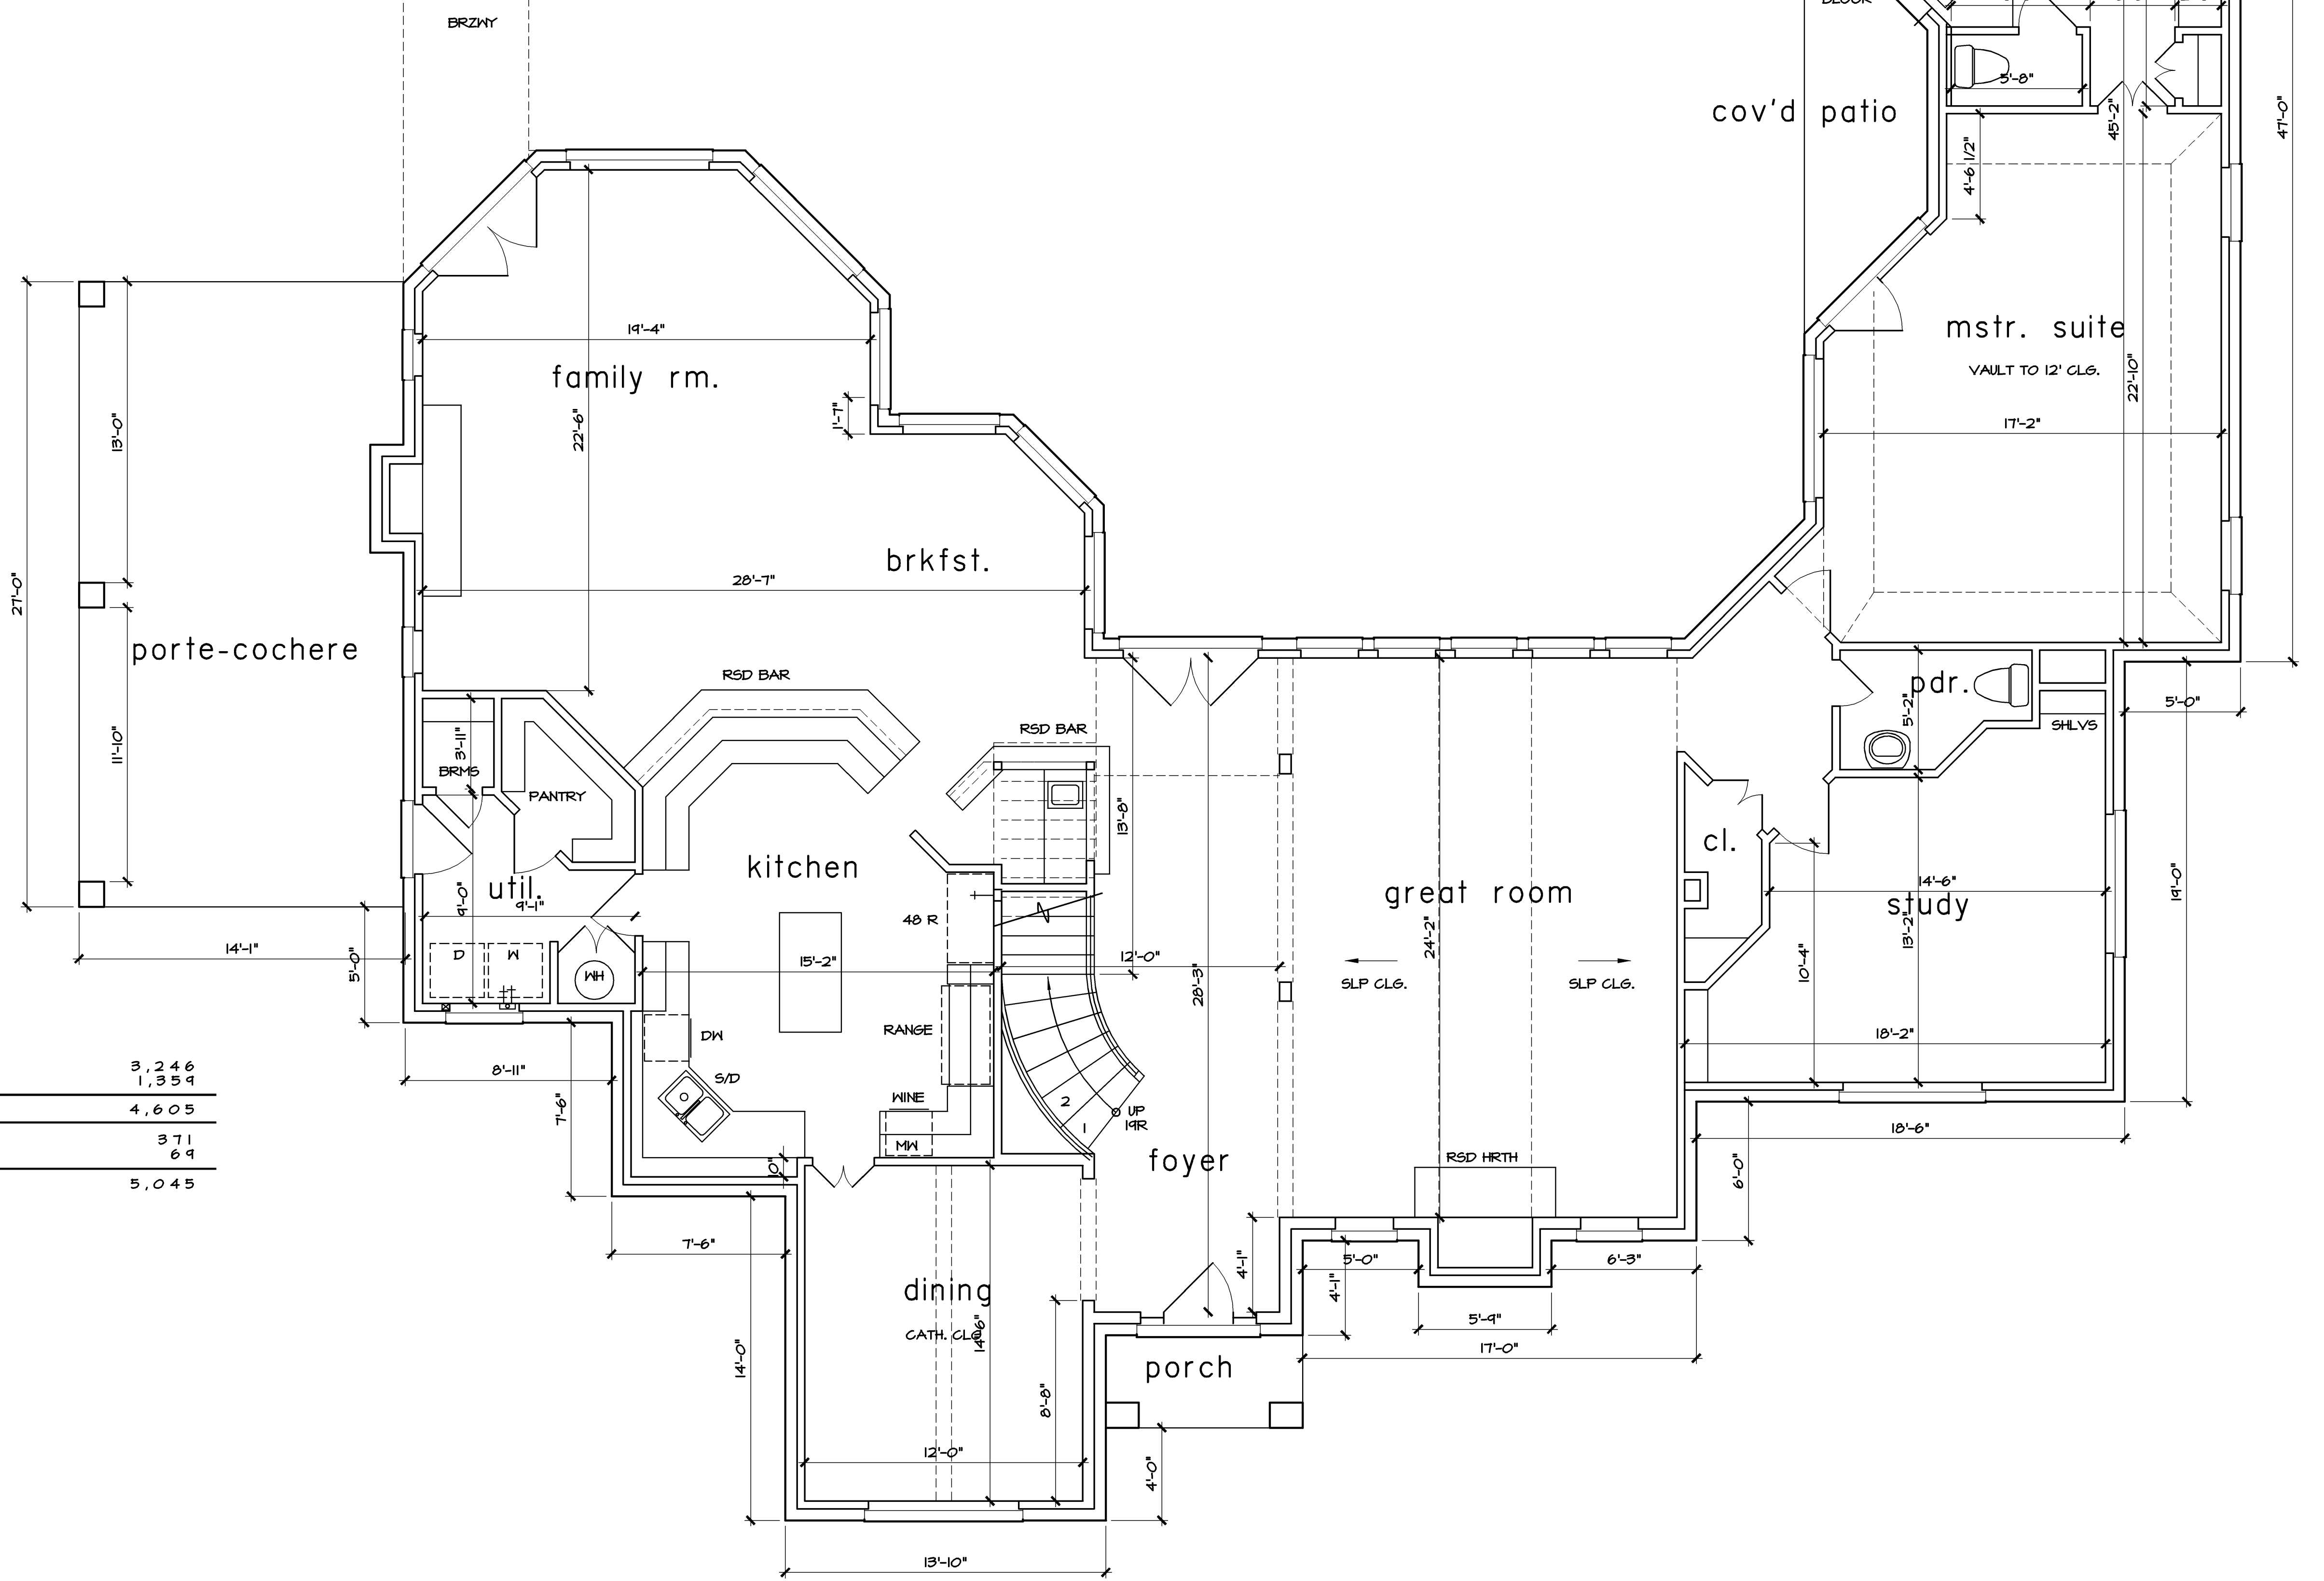 BRZWY
cov'd patio
5'-8"
45'-2"
47'-0"
4'-6 1/2"
19'-4"
family rm.
22'-6"
1'-7"
mstr. suite
VAULT TO 12' CLG.
22'-10"
17'-2"
13'-0"
27'-0"
brkfst.
28'-7"
porte-cochere
11'-10"
RSD BAR
RSD BAR
pdr.
5'-2"
SHLVS
5'-0"
3'-11"
BRMS
PANTRY
13'-8"
kitchen
cl.
util.
9'-0"
9'-1"
48 R
great room
24'-2"
14'-6"
study
13'-2"
19'-0"
14'-1"
5'-0"
D
W
WH
15'-2"
12'-0"
28'-3"
SLP CLG.
SLP CLG.
10'-4"
RANGE
DW
18'-2"
3,246
1,359
4,605
371
69
5,045
8'-11"
7'-6"
S/D
WINE
MW
2
1
UP
19R
foyer
RSD HRTH
18'-6"
6'-0"
7'-6"
4'-1"
4'-1"
5'-0"
6'-3"
dining
CATH. CLG.
14'-6"
5'-9"
17'-0"
14'-0"
porch
8'-8"
12'-0"
4'-0"
13'-10"